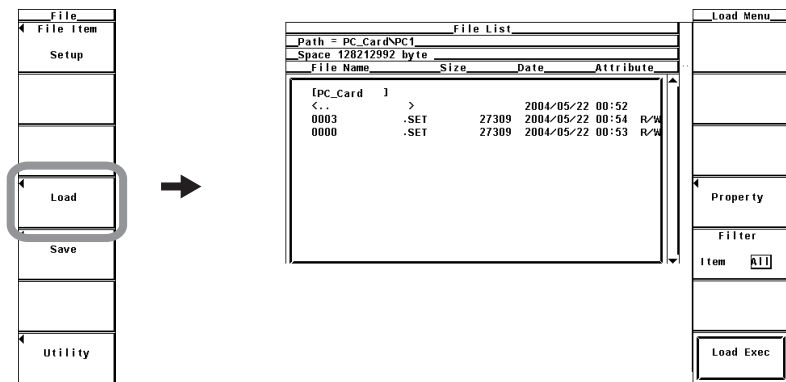 File
File Item
Setup
Load
Save
Utility
File List
Path = PC_Card\PC1
Space 128212992 byte
File Name Size Date Attribute
[PC_Card ]
<.. > 2004/05/22 00:52
0003 .SET 27309 2004/05/22 00:54 R/W
0000 .SET 27309 2004/05/22 00:53 R/W
Load Menu
Property
Filter
Item All
Load Exec